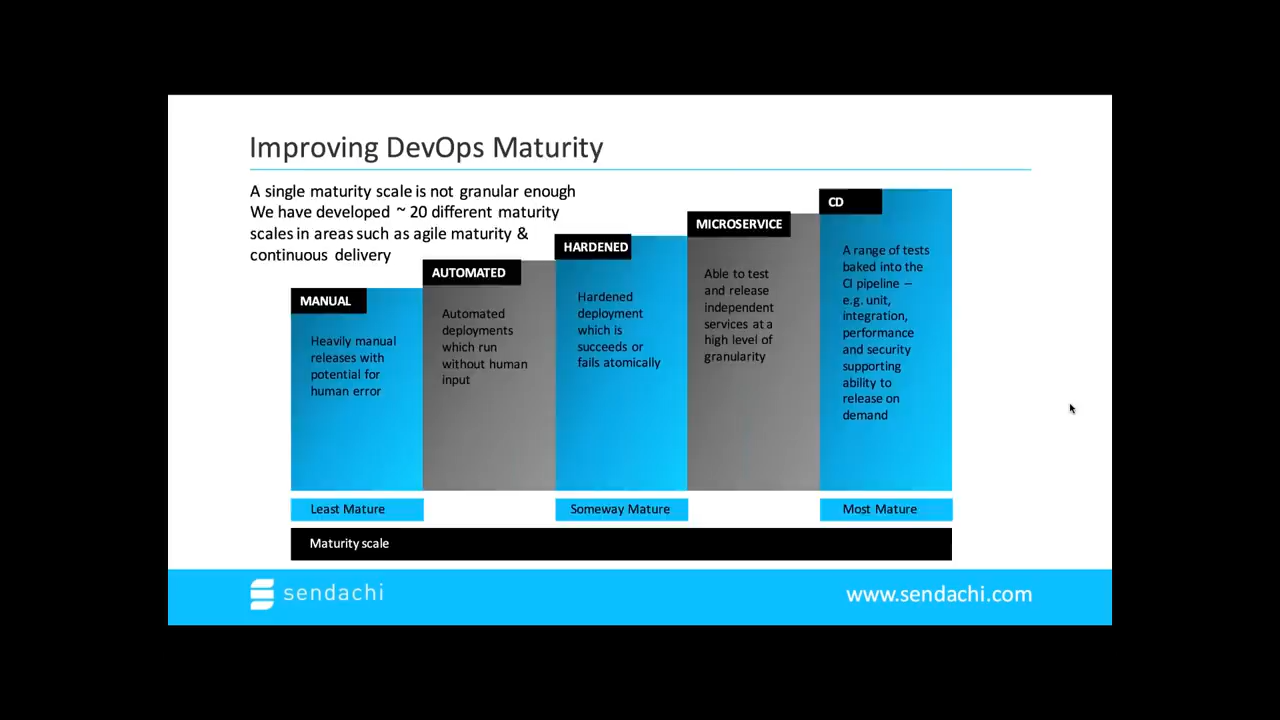 Improving DevOps Maturity
A single maturity scale is not granular enough
We have developed ~ 20 different maturity
scales in areas such as agile maturity &
continuous delivery
MANUAL
Heavily manual
releases with
potential for
human error
AUTOMATED
Automated
deployments
which run
without human
input
HARDENED
Hardened
deployment
which is
succeeds or
fails atomically
MICROSERVICE
Able to test
and release
independent
services at a
high level of
granularity
CD
A range of tests
baked into the
CI pipeline –
e.g. unit,
integration,
performance
and security
supporting
ability to
release on
demand
Least Mature
Someway Mature
Most Mature
Maturity scale
sendachi
www.sendachi.com